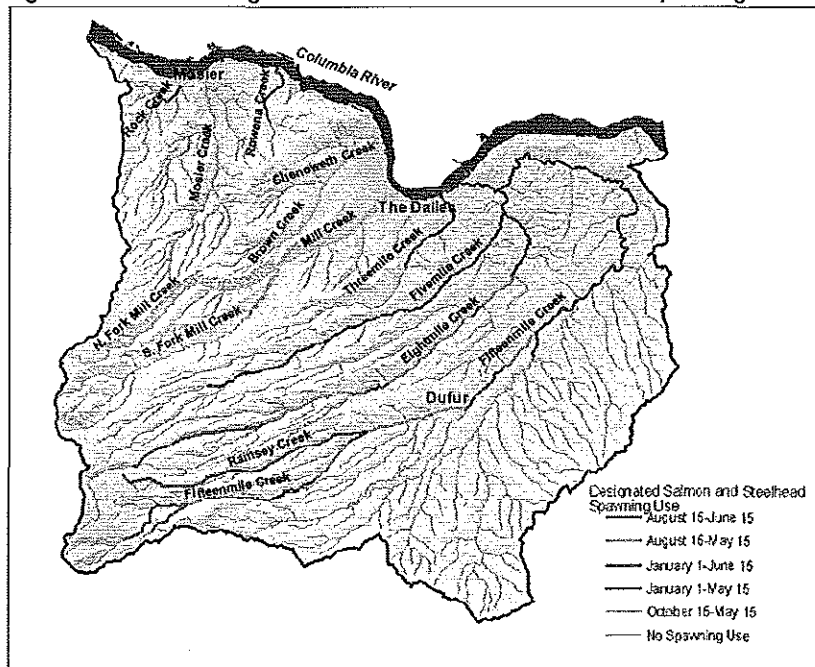 Columbia River
Mosier
Rock Creek
Rowena Creek
Mosier Creek
Chenoweth Creek
The Dalles
Brown Creek
Mill Creek
Threemile Creek
Fivemile Creek
N. Fork Mill Creek
S. Fork Mill Creek
Eightmile Creek
Fifteenmile Creek
Dufur
Ramsey Creek
Fifteenmile Creek
Designated Salmon and Steelhead
Spawning Use
August 15-June 15
August 15-May 15
January 1-June 15
January 1-May 15
October 15-May 15
No Spawning Use